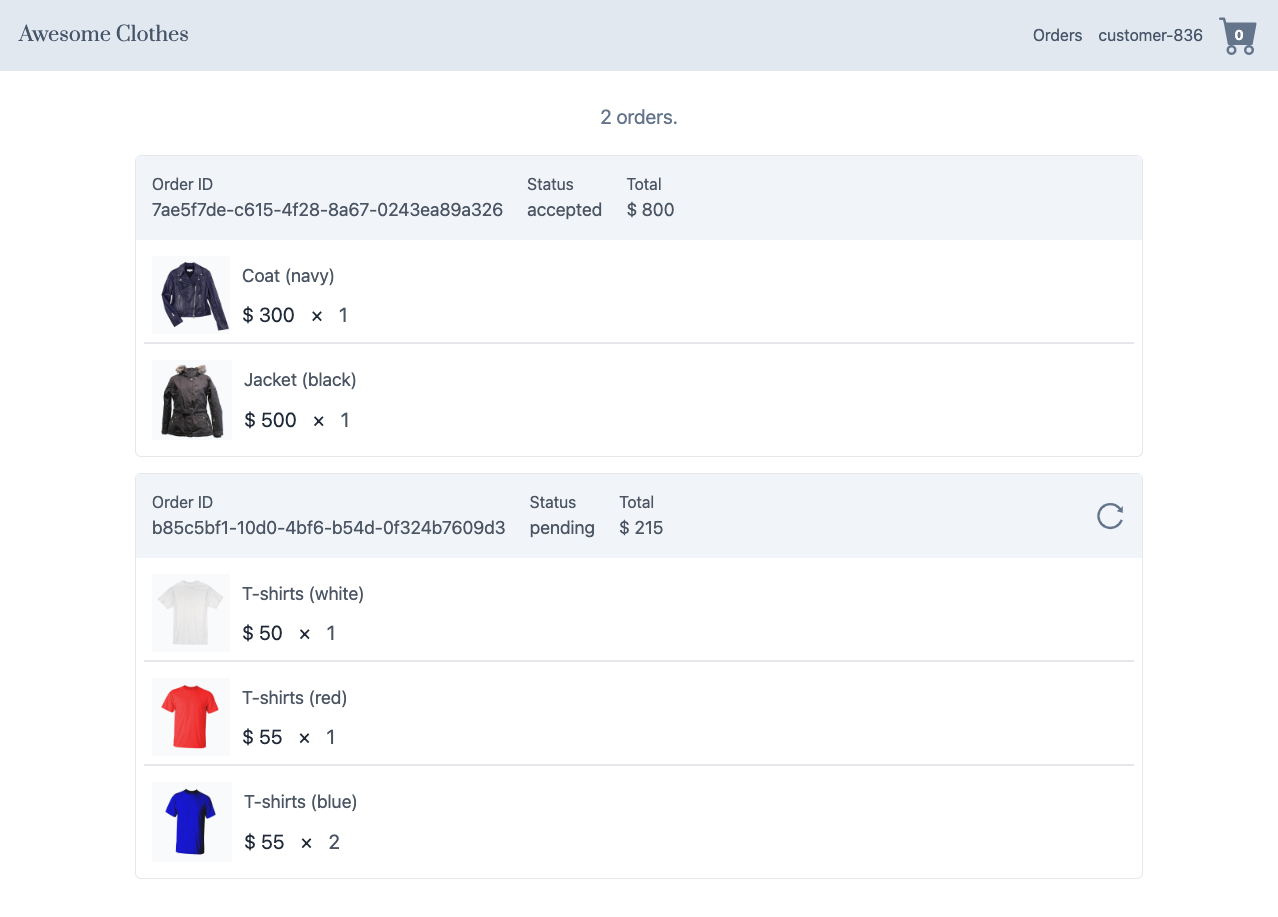 Awesome Clothes
Orders customer-836 0
2 orders.
Order ID Status Total
7ae5f7de-c615-4f28-8a67-0243ea89a326 accepted $ 800
Coat (navy)
$ 300 × 1
Jacket (black)
$ 500 × 1
Order ID Status Total
b85c5bf1-10d0-4bf6-b54d-0f324b7609d3 pending $ 215
T-shirts (white)
$ 50 × 1
T-shirts (red)
$ 55 × 1
T-shirts (blue)
$ 55 × 2